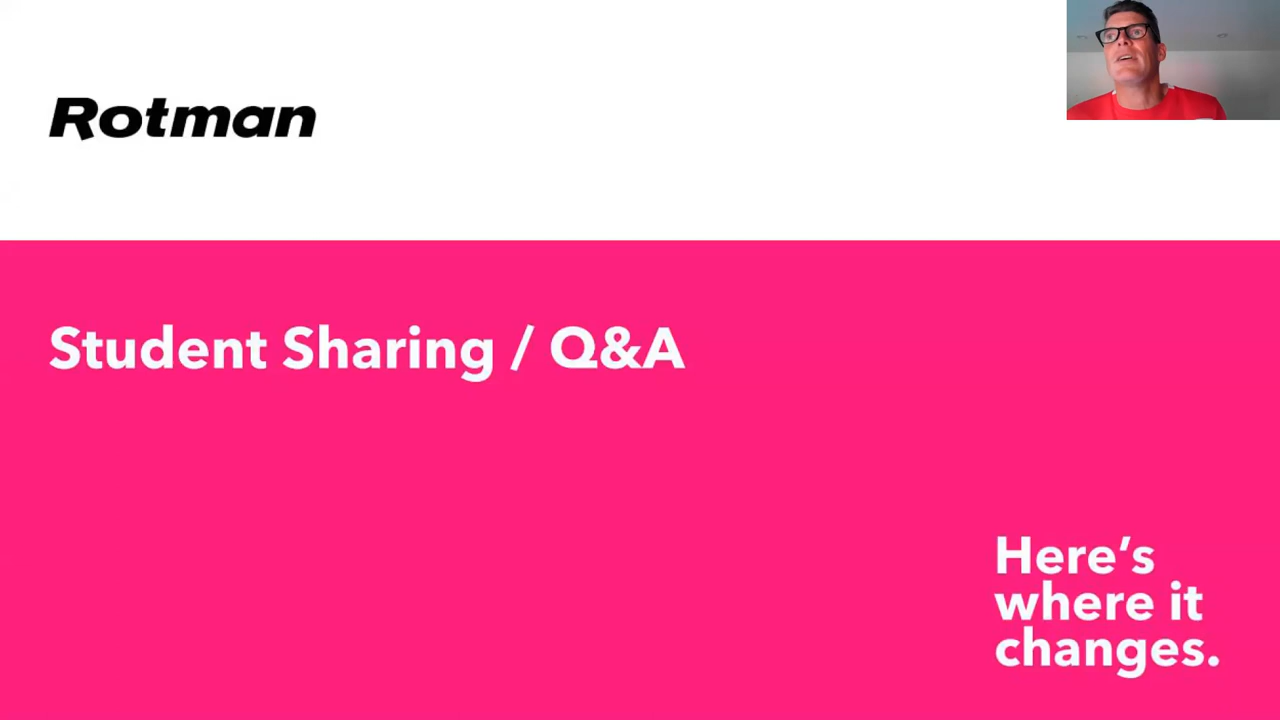 Rotman
Student Sharing / Q&A
Here's
where it
changes.